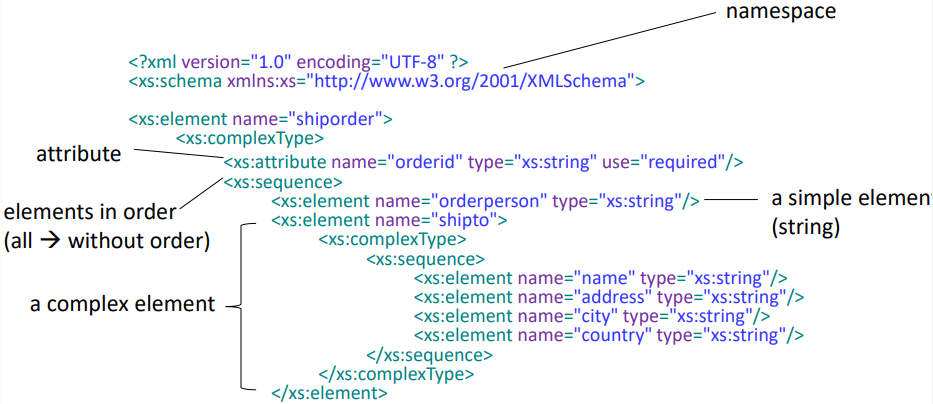 namespace
<?xml version="1.0" encoding="UTF-8" ?>
<xs:schema xmlns:xs="http://www.w3.org/2001/XMLSchema">
<xs:element name="shiporder">
<xs:complexType>
attribute
<xs:attribute name="orderid" type="xs:string" use="required"/>
<xs:sequence>
elements in order
(all → without order)
<xs:element name="orderperson" type="xs:string"/>
a simple element
(string)
<xs:element name="shipto">
<xs:complexType>
<xs:sequence>
a complex element
<xs:element name="name" type="xs:string"/>
<xs:element name="address" type="xs:string"/>
<xs:element name="city" type="xs:string"/>
<xs:element name="country" type="xs:string"/>
</xs:sequence>
</xs:complexType>
</xs:element>